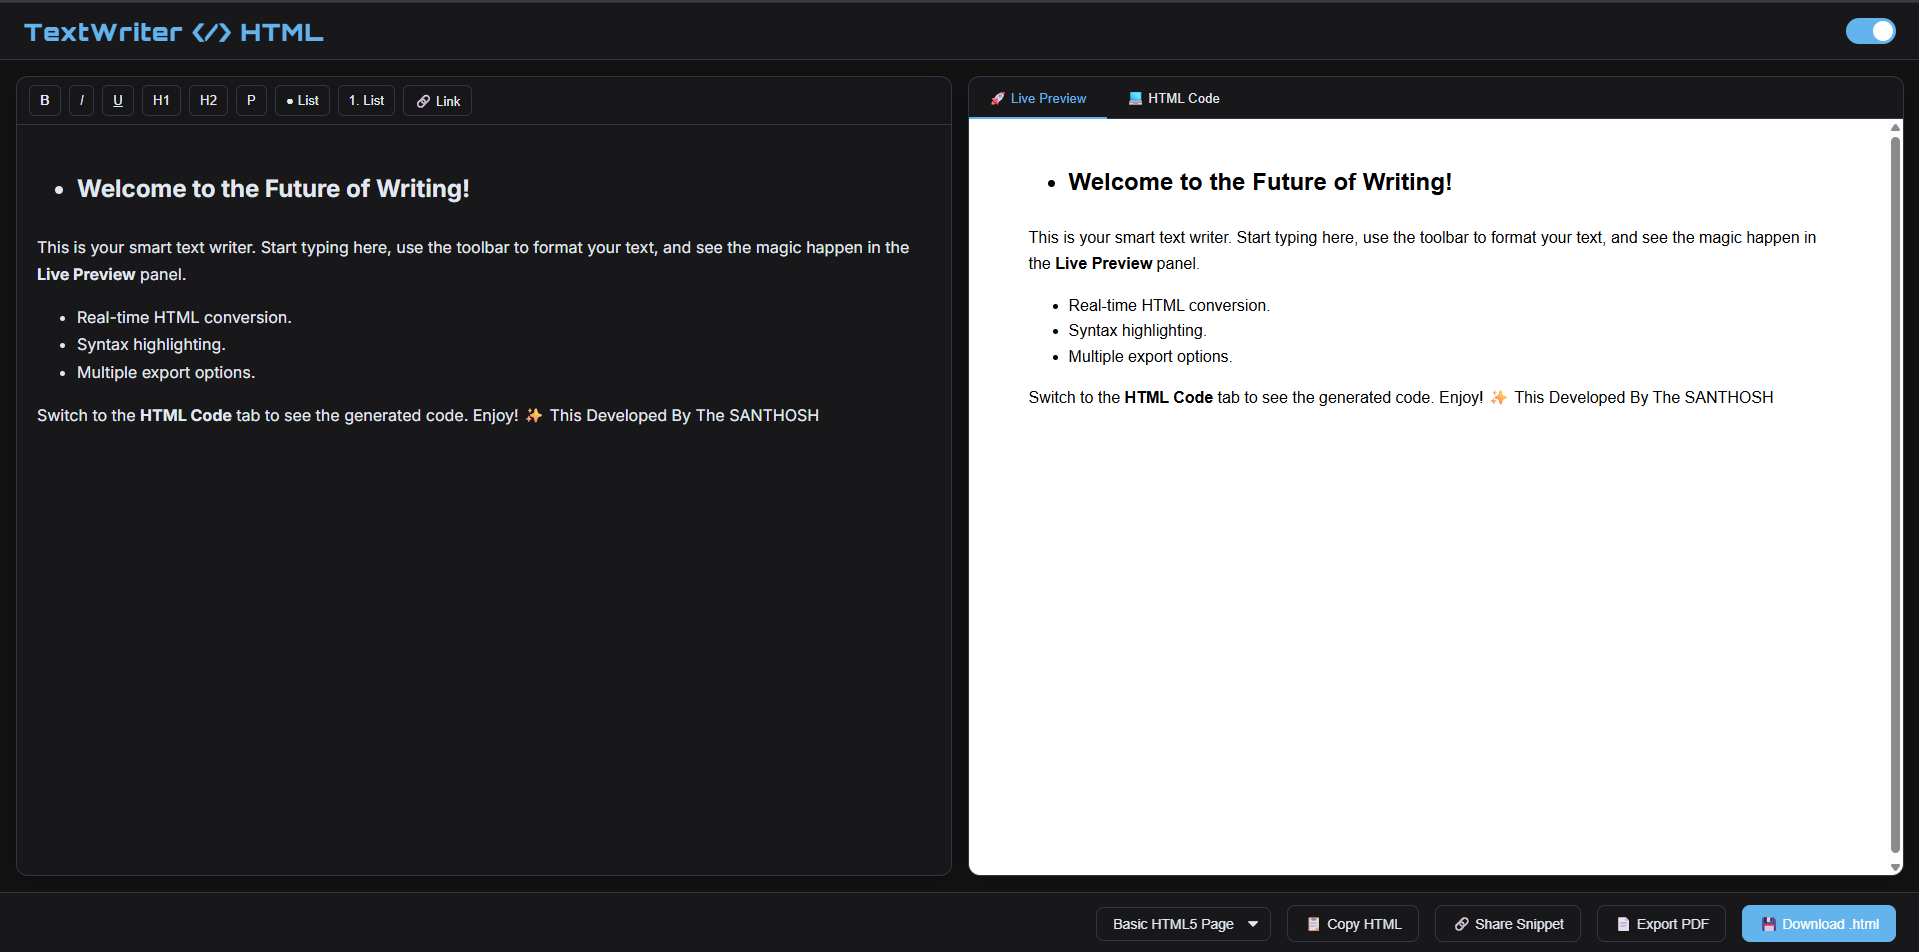 TextWriter </> HTML
B I U H1 H2 P ● List 1. List 🔗 Link
• Welcome to the Future of Writing!
This is your smart text writer. Start typing here, use the toolbar to format your text, and see the magic happen in the
Live Preview panel.
• Real-time HTML conversion.
• Syntax highlighting.
• Multiple export options.
Switch to the HTML Code tab to see the generated code. Enjoy! ✨ This Developed By The SANTHOSH
🚀 Live Preview 💻 HTML Code
• Welcome to the Future of Writing!
This is your smart text writer. Start typing here, use the toolbar to format your text, and see the magic happen in
the Live Preview panel.
• Real-time HTML conversion.
• Syntax highlighting.
• Multiple export options.
Switch to the HTML Code tab to see the generated code. Enjoy! ✨ This Developed By The SANTHOSH
Basic HTML5 Page 📋 Copy HTML 🔗 Share Snippet 📄 Export PDF 💾 Download .html